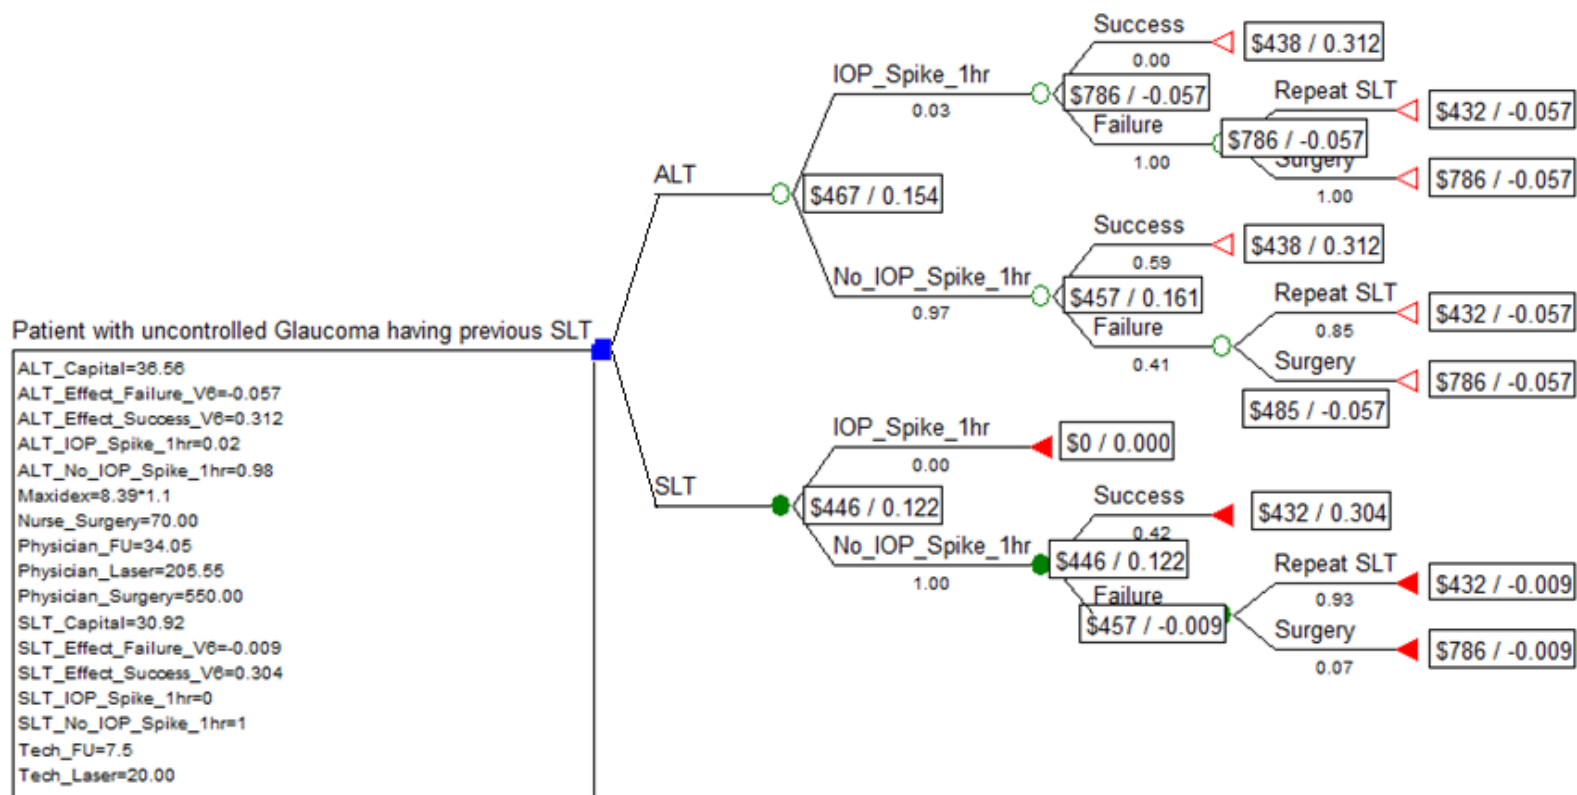 Success
$438 / 0.312
0.00
IOP_Spike_1hr
0.03
$786 / -0.057
Repeat SLT
$432 / -0.057
Failure
1.00
$786 / -0.057
Surgery
1.00
$786 / -0.057
ALT
$467 / 0.154
Success
$438 / 0.312
0.59
No_IOP_Spike_1hr
0.97
$457 / 0.161
Repeat SLT
0.85
$432 / -0.057
Failure
0.41
Surgery
$786 / -0.057
$485 / -0.057
Patient with uncontrolled Glaucoma having previous SLT
ALT_Capital=36.56
ALT_Effect_Failure_V6=-0.057
ALT_Effect_Success_V6=0.312
ALT_IOP_Spike_1hr=0.02
ALT_No_IOP_Spike_1hr=0.98
Maxidex=8.39*1.1
Nurse_Surgery=70.00
Physician_FU=34.05
Physician_Laser=205.55
Physician_Surgery=550.00
SLT_Capital=30.92
SLT_Effect_Failure_V6=-0.009
SLT_Effect_Success_V6=0.304
SLT_IOP_Spike_1hr=0
SLT_No_IOP_Spike_1hr=1
Tech_FU=7.5
Tech_Laser=20.00
IOP_Spike_1hr
0.00
$0 / 0.000
SLT
$446 / 0.122
Success
0.42
$432 / 0.304
No_IOP_Spike_1hr
1.00
$446 / 0.122
Repeat SLT
0.93
$432 / -0.009
Failure
$457 / -0.009
Surgery
0.07
$786 / -0.009